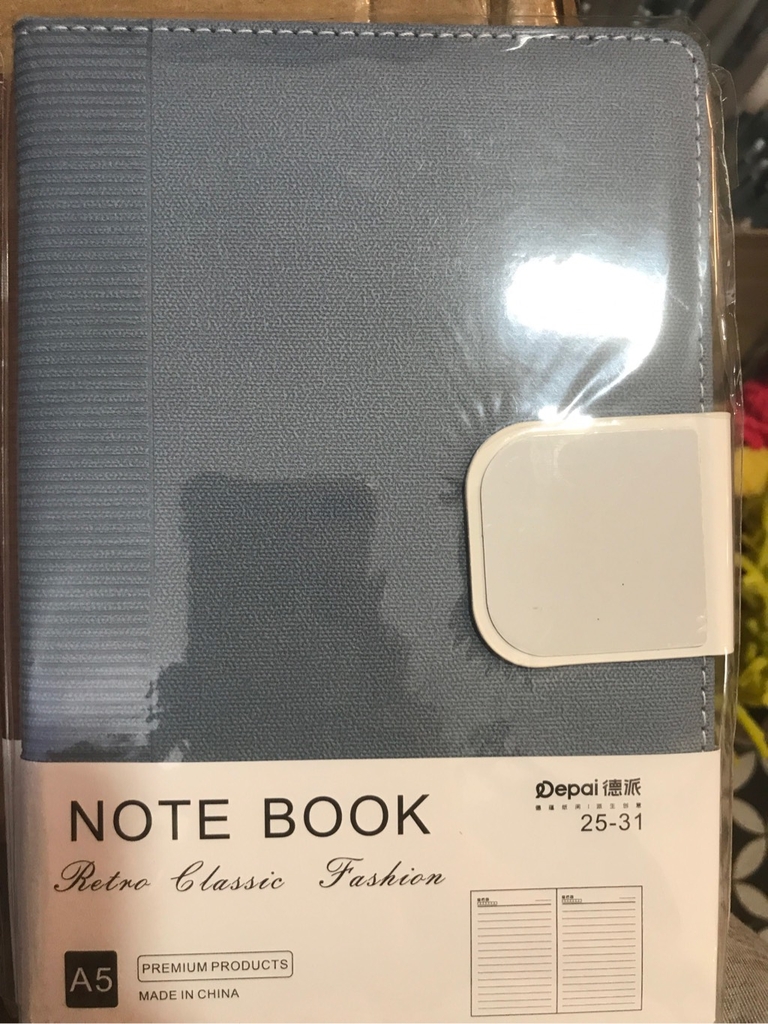 NOTE BOOK
Retro Classic Fashion
Depai 德派
25-31
A5
PREMIUM PRODUCTS
MADE IN CHINA